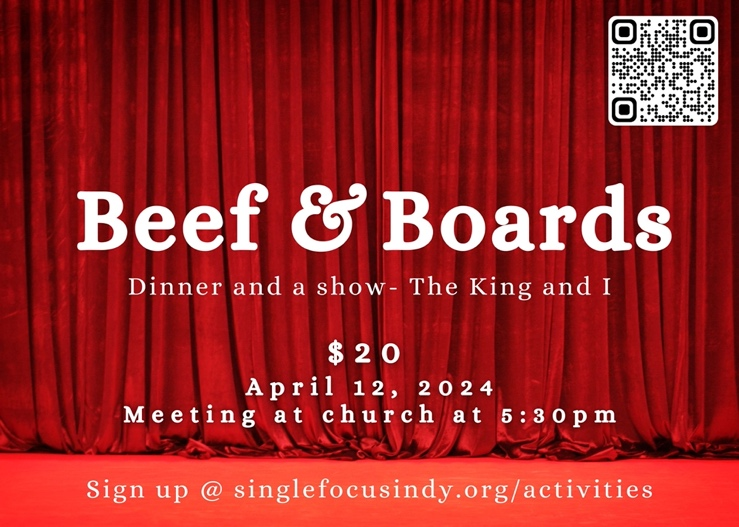 Beef & Boards
Dinner and a show- The King and I
$20
April 12, 2024
Meeting at church at 5:30pm
Sign up @ singlefocusindy.org/activities